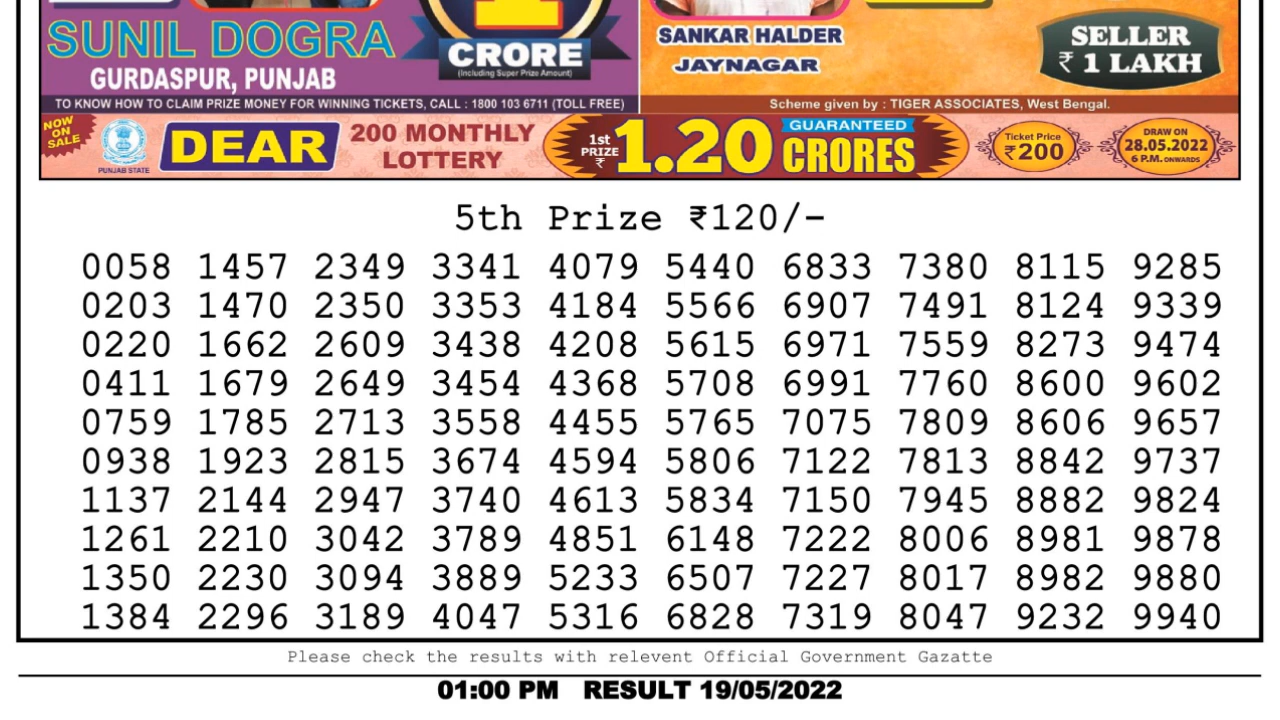 SUNIL DOGRA
GURDASPUR, PUNJAB
CRORE
(Including Super Prize Amount)
SANKAR HALDER
JAYNAGAR
SELLER
₹ 1 LAKH
TO KNOW HOW TO CLAIM PRIZE MONEY FOR WINNING TICKETS, CALL : 1800 103 6711 (TOLL FREE)
Scheme given by : TIGER ASSOCIATES, West Bengal.
NOW
ON
SALE
PUNJAB STATE
DEAR
200 MONTHLY
LOTTERY
1st
PRIZE
₹
1.20
GUARANTEED
CRORES
Ticket Price
₹200
DRAW ON
28.05.2022
6 P.M. ONWARDS
5th Prize ₹120/-
0058 1457 2349 3341 4079 5440 6833 7380 8115 9285
0203 1470 2350 3353 4184 5566 6907 7491 8124 9339
0220 1662 2609 3438 4208 5615 6971 7559 8273 9474
0411 1679 2649 3454 4368 5708 6991 7760 8600 9602
0759 1785 2713 3558 4455 5765 7075 7809 8606 9657
0938 1923 2815 3674 4594 5806 7122 7813 8842 9737
1137 2144 2947 3740 4613 5834 7150 7945 8882 9824
1261 2210 3042 3789 4851 6148 7222 8006 8981 9878
1350 2230 3094 3889 5233 6507 7227 8017 8982 9880
1384 2296 3189 4047 5316 6828 7319 8047 9232 9940
Please check the results with relevent Official Government Gazatte
01:00 PM RESULT 19/05/2022